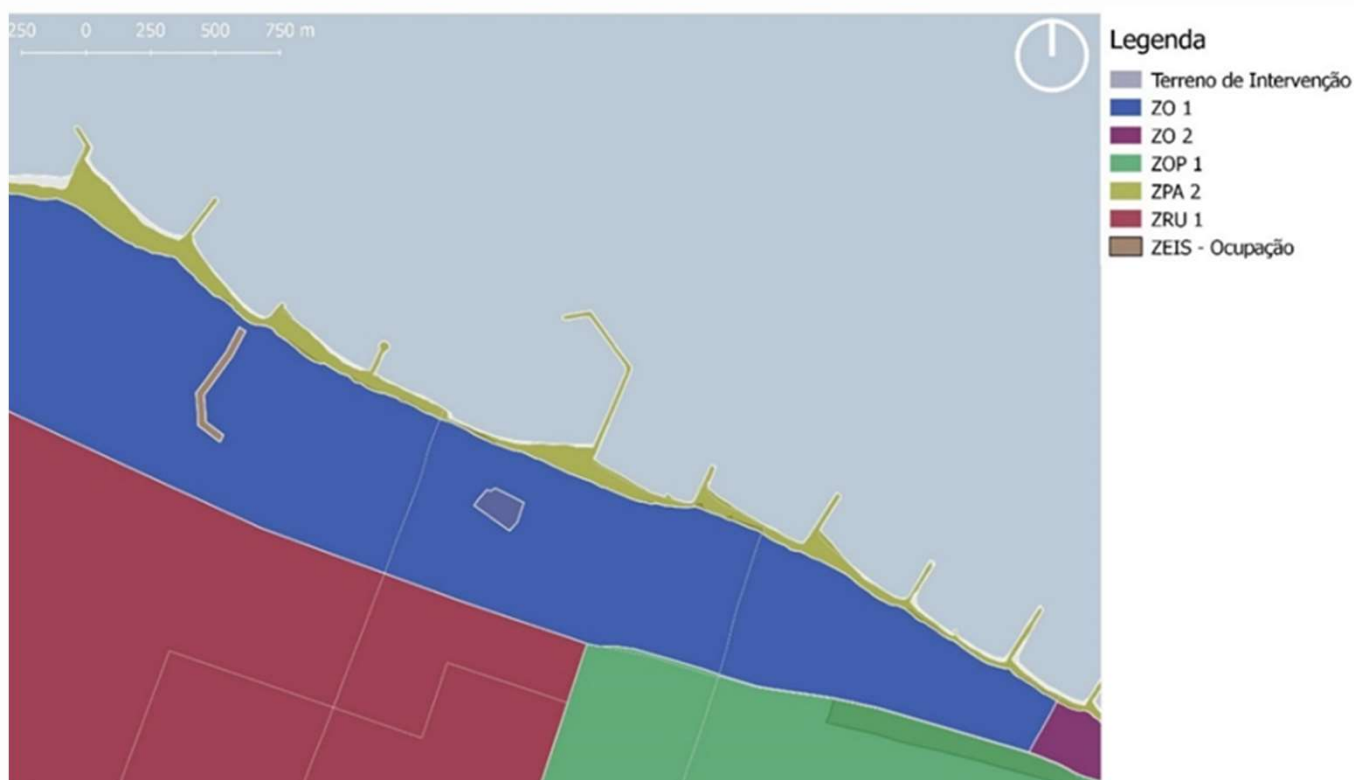 250 0 250 500 750 m
Legenda
Terreno de Intervenção
ZO 1
ZO 2
ZOP 1
ZPA 2
ZRU 1
ZEIS - Ocupação